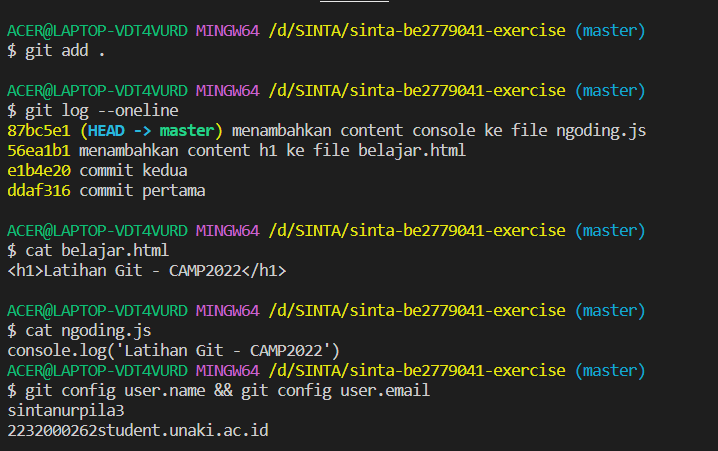 ACER@LAPTOP-VDT4VURD MINGW64 /d/SINTA/sinta-be2779041-exercise (master)
$ git add .
ACER@LAPTOP-VDT4VURD MINGW64 /d/SINTA/sinta-be2779041-exercise (master)
$ git log --oneline
87bc5e1 (HEAD -> master) menambahkan content console ke file ngoding.js
56ea1b1 menambahkan content h1 ke file belajar.html
e1b4e20 commit kedua
ddaf316 commit pertama
ACER@LAPTOP-VDT4VURD MINGW64 /d/SINTA/sinta-be2779041-exercise (master)
$ cat belajar.html
<h1>Latihan Git - CAMP2022</h1>
ACER@LAPTOP-VDT4VURD MINGW64 /d/SINTA/sinta-be2779041-exercise (master)
$ cat ngoding.js
console.log('Latihan Git - CAMP2022')
ACER@LAPTOP-VDT4VURD MINGW64 /d/SINTA/sinta-be2779041-exercise (master)
$ git config user.name && git config user.email
sintanurpila3
2232000262student.unaki.ac.id